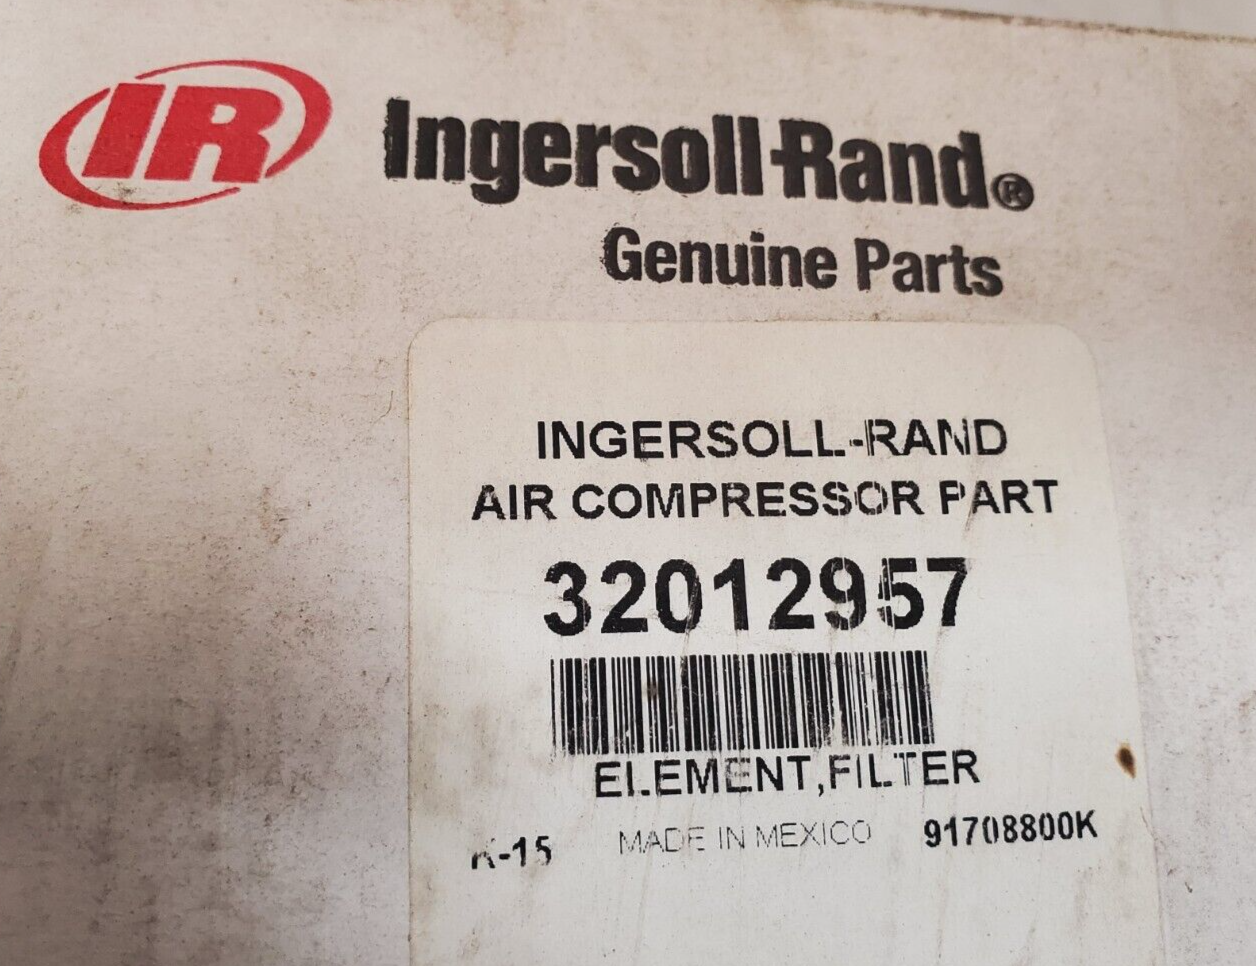 IR Ingersoll-Rand®
Genuine Parts
INGERSOLL-RAND
AIR COMPRESSOR PART
32012957
ELEMENT,FILTER
K-15 MADE IN MEXICO 91708800K